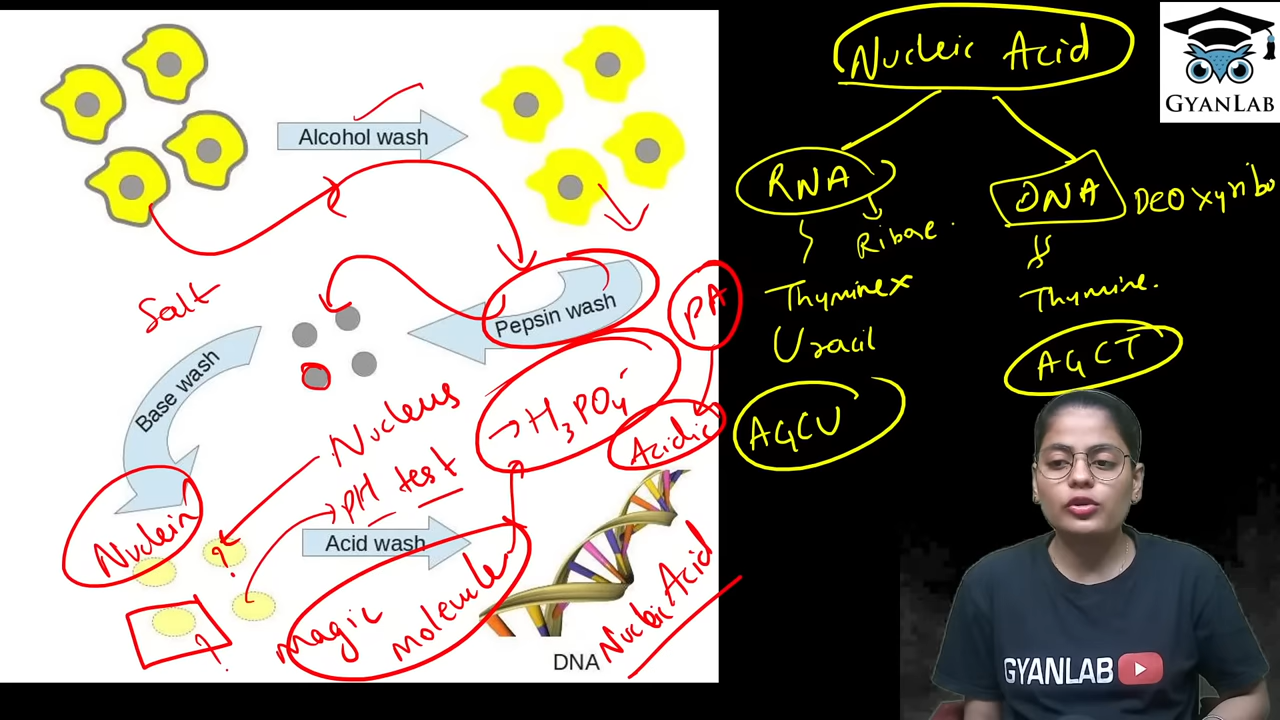 Alcohol wash
Pepsin wash
PA
Salt
Base wash
→ H3PO4
Acidic
Nucleus
pH test
Nuclein
?
Acid wash
magic
molecule
?
DNA
Nucleic Acid
Nucleic Acid
RNA
Ribose.
Thymine x
Uracil
AGCU
DNA
Deoxyribo
Thymine.
AGCT
GYANLAB
GYANLAB